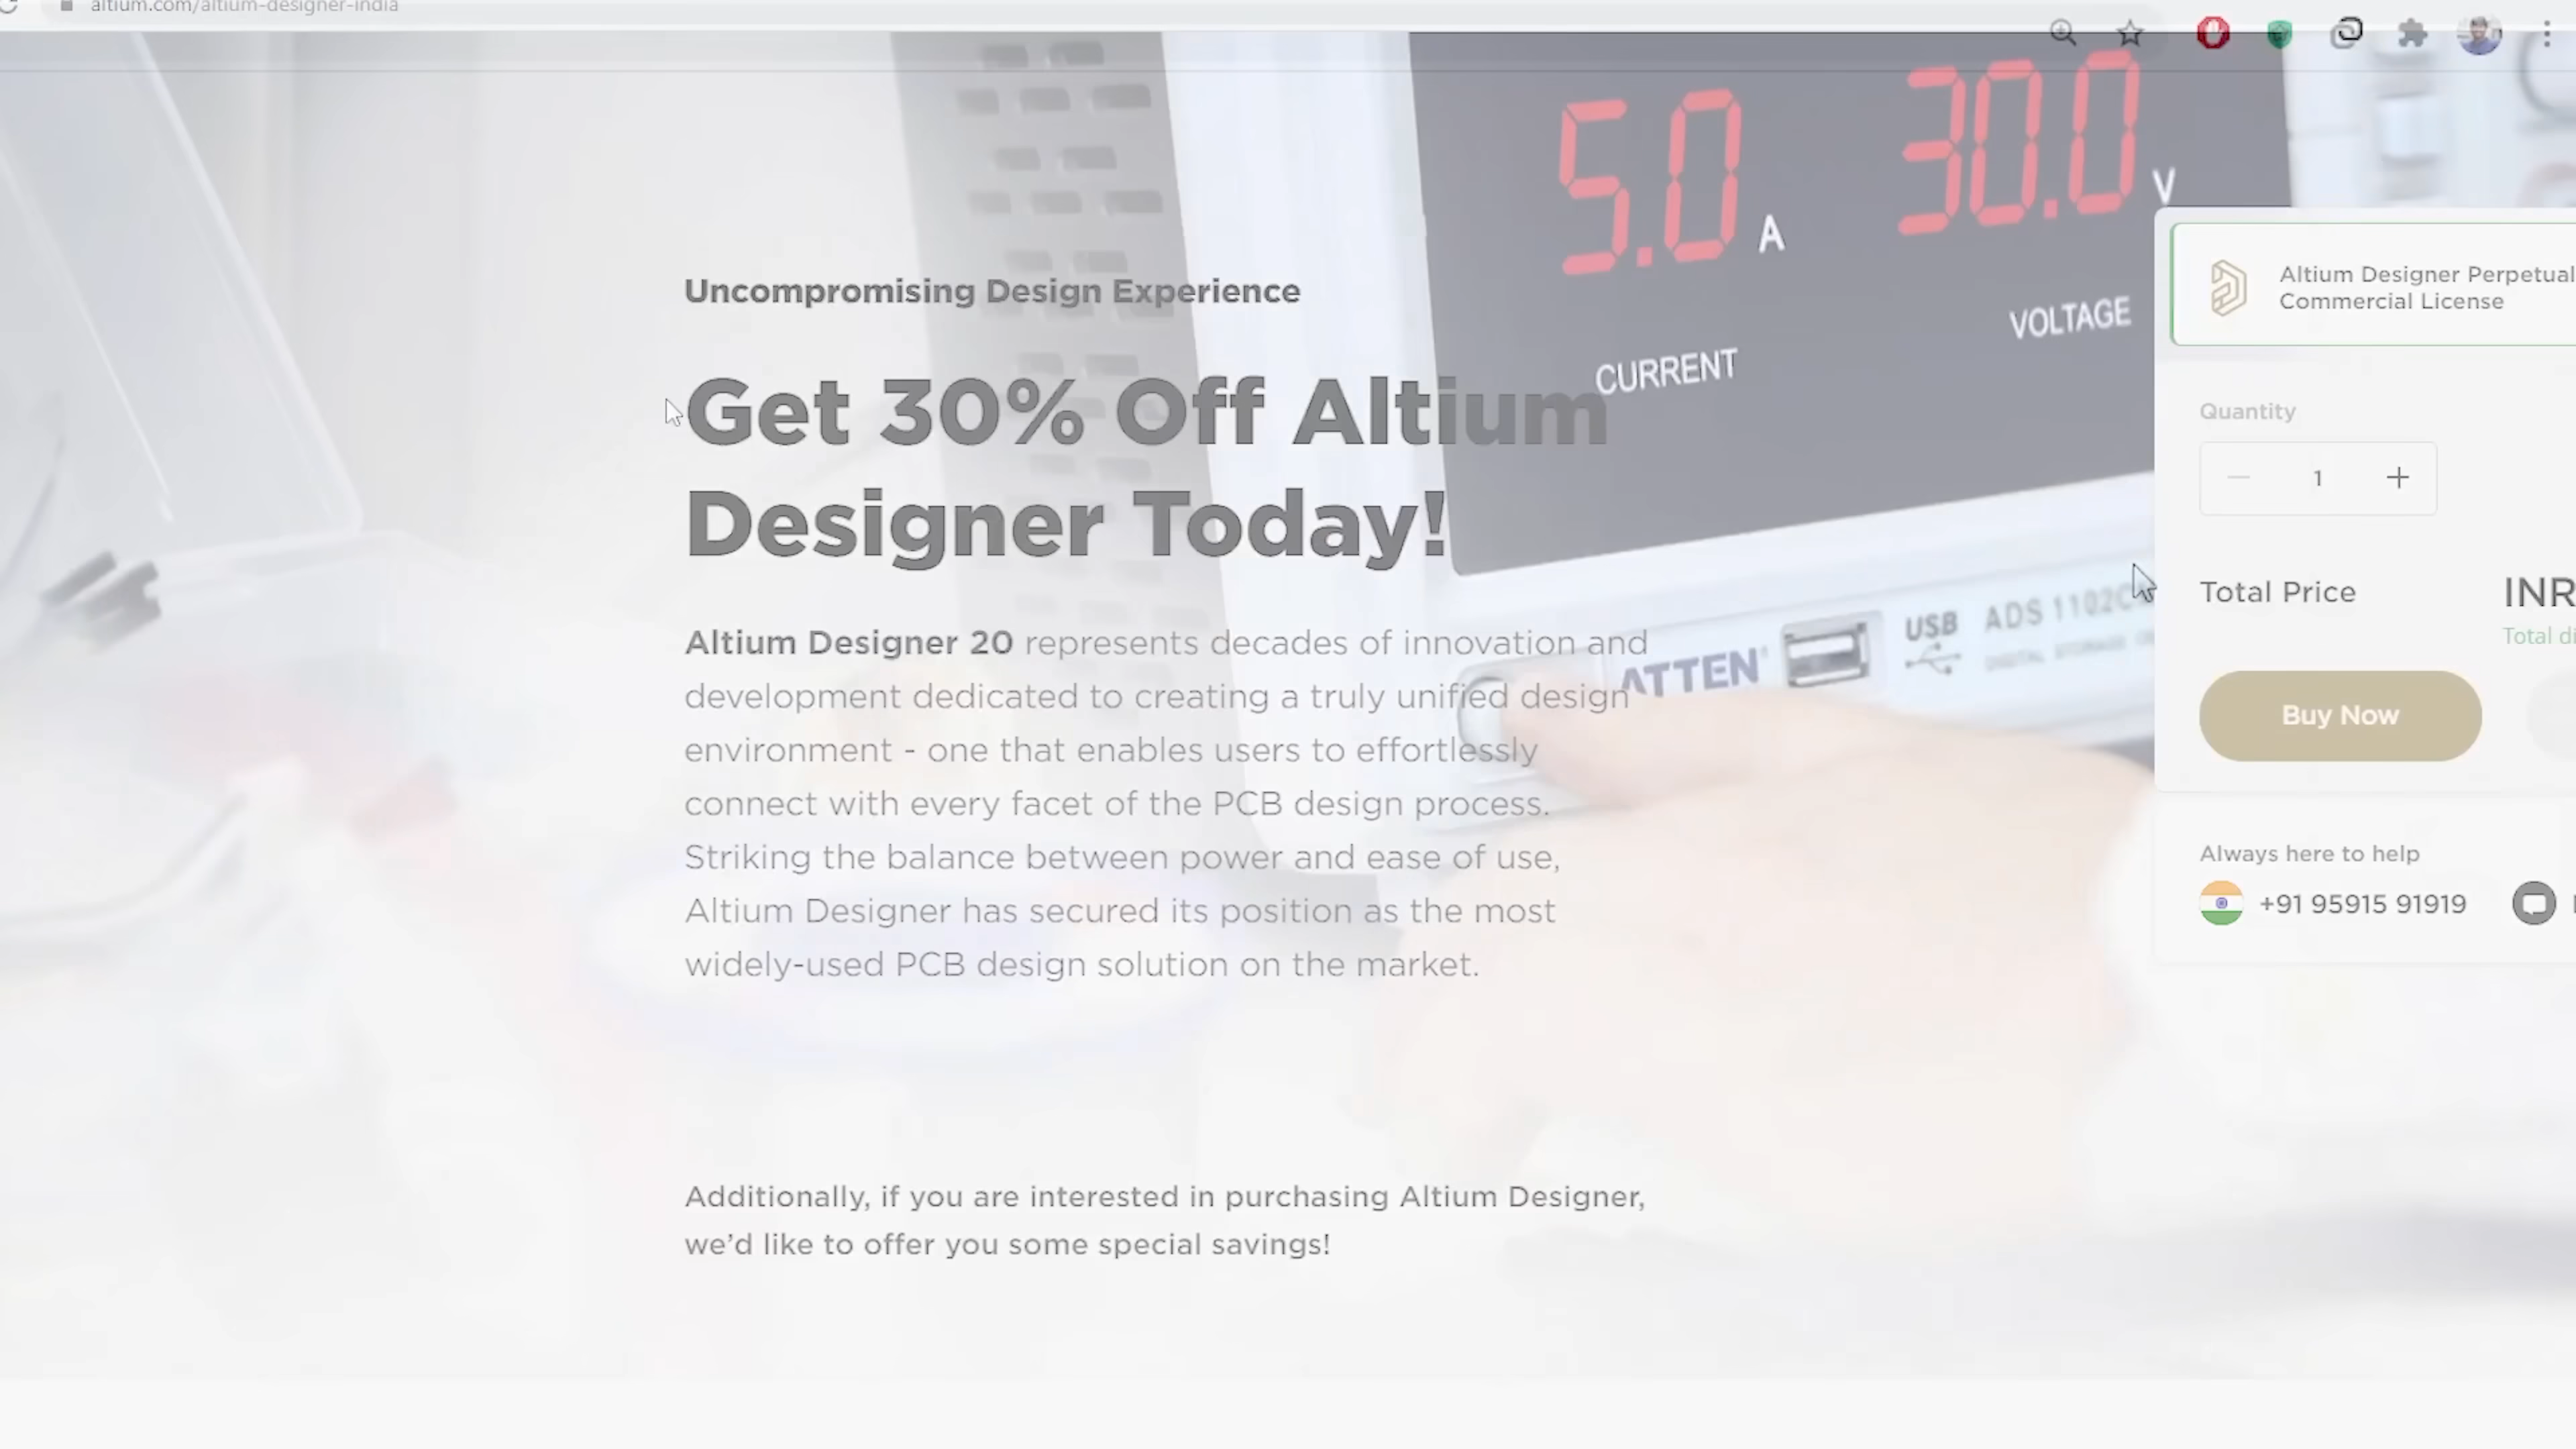 altium.com/altium-designer-india
5.0 A
30.0 V
CURRENT
VOLTAGE
Uncompromising Design Experience
Get 30% Off Altium
Designer Today!
Altium Designer 20 represents decades of innovation and
development dedicated to creating a truly unified design
environment - one that enables users to effortlessly
connect with every facet of the PCB design process.
Striking the balance between power and ease of use,
Altium Designer has secured its position as the most
widely-used PCB design solution on the market.
Additionally, if you are interested in purchasing Altium Designer,
we’d like to offer you some special savings!
ATTEN
USB
ADS 1102C
Altium Designer Perpetual
Commercial License
Quantity
1
Total Price
INR
Total di
Buy Now
Always here to help
+91 95915 91919